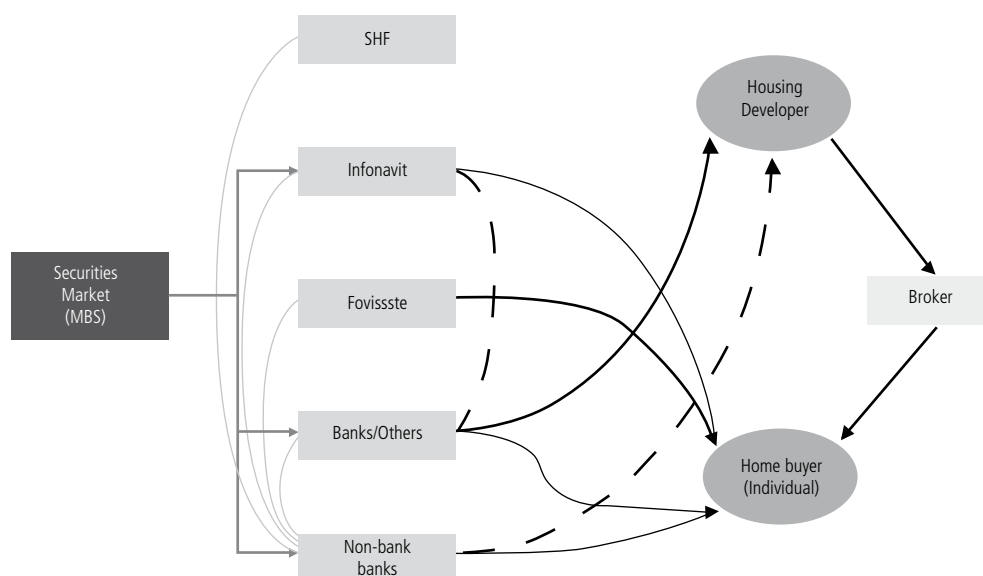 SHF
Housing
Developer
Infonavit
Securities
Market
(MBS)
Fovissste
Broker
Banks/Others
Home buyer
(Individual)
Non-bank
banks